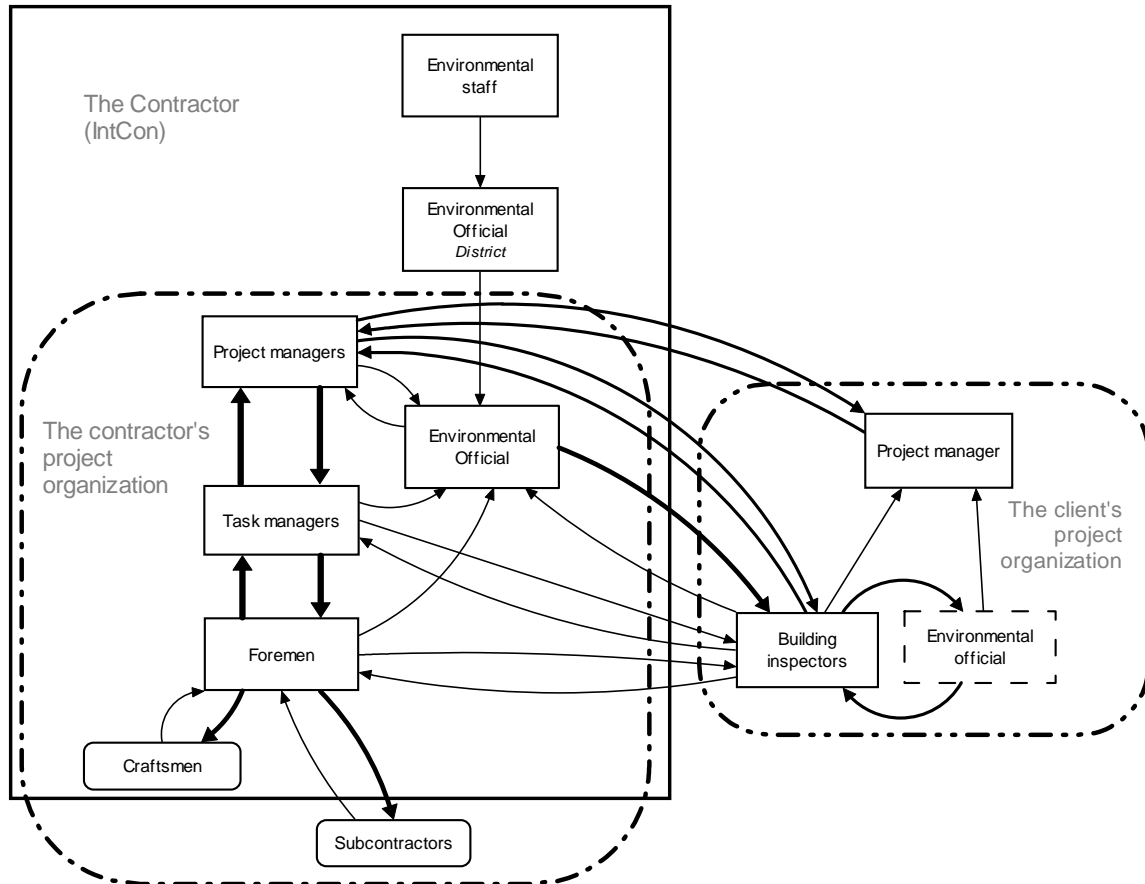 Environmental
staff
The Contractor
(IntCon)
Environmental
Official
District
Project managers
The contractor's
project
organization
Environmental
Official
Project manager
Task managers
The client's
project
organization
Foremen
Building
inspectors
Environmental
official
Craftsmen
Subcontractors